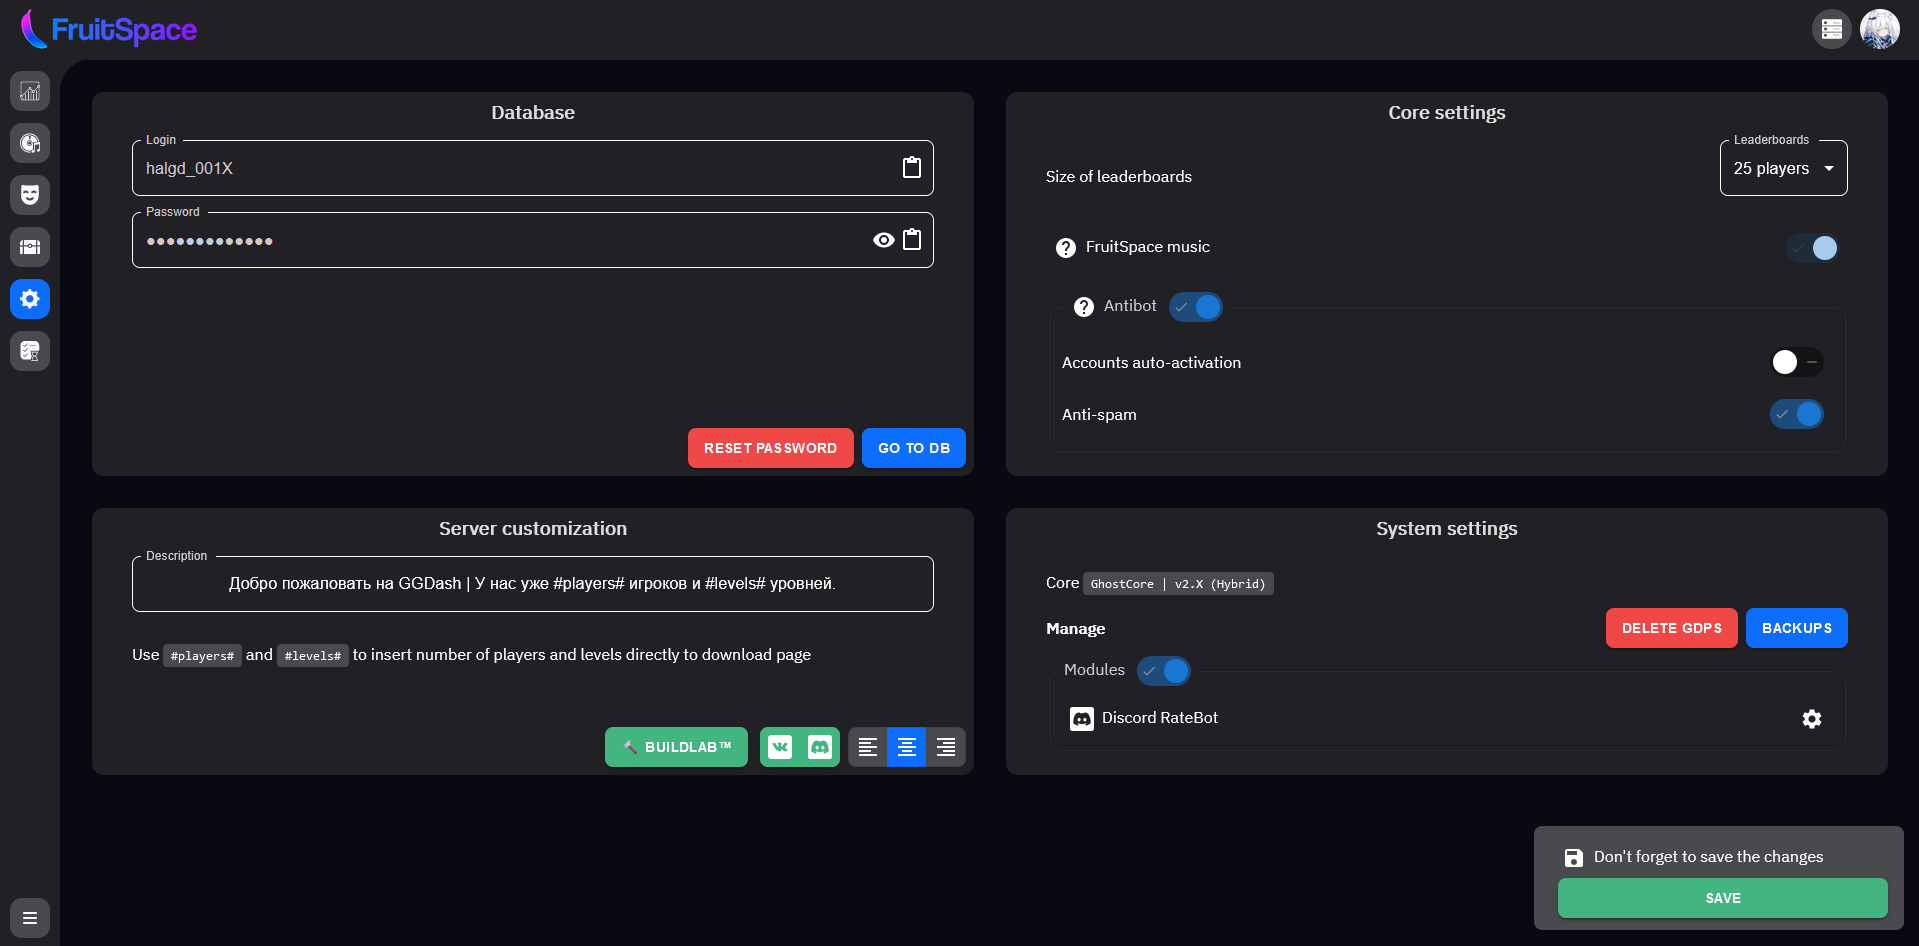 FruitSpace
Database
Login
halgd_001X
Password
RESET PASSWORD
GO TO DB
Core settings
Leaderboards
Size of leaderboards
25 players
FruitSpace music
Antibot
Accounts auto-activation
Anti-spam
Server customization
Description
Добро пожаловать на GGDash | У нас уже #players# игроков и #levels# уровней.
Use #players# and #levels# to insert number of players and levels directly to download page
BUILDLAB™
System settings
Core GhostCore | v2.X (Hybrid)
Manage
DELETE GDPS
BACKUPS
Modules
Discord RateBot
Don't forget to save the changes
SAVE